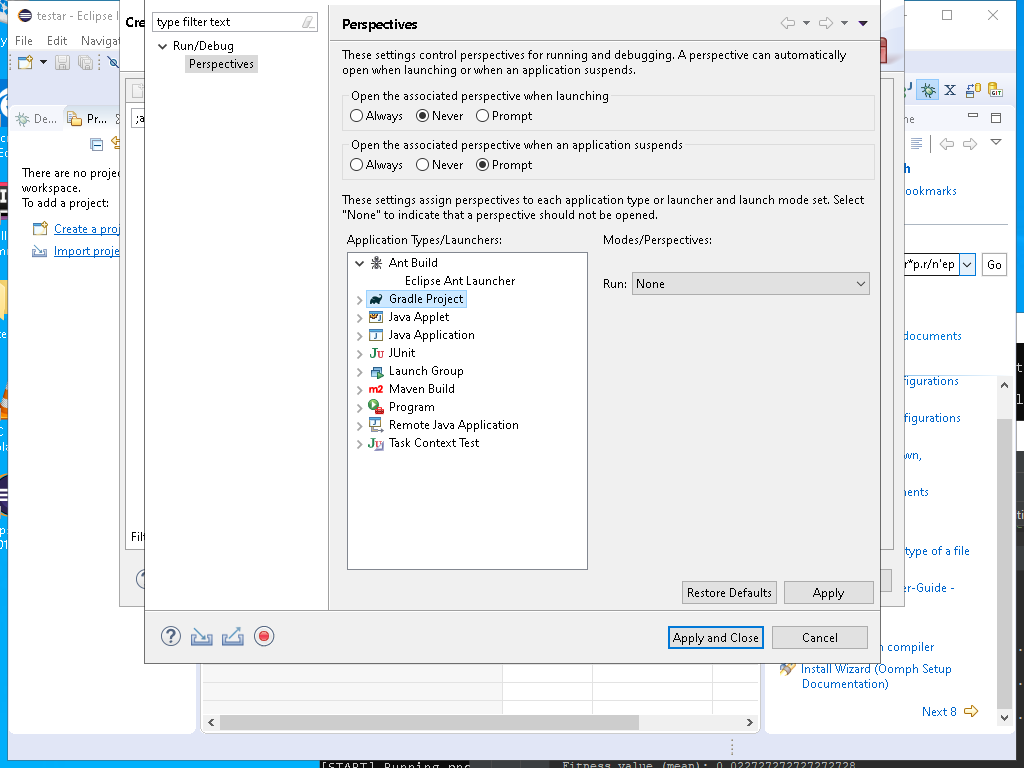 testar - Eclipse I
Cre
type filter text
Perspectives
File Edit Navigat
Run/Debug
Perspectives
These settings control perspectives for running and debugging. A perspective can automatically
open when launching or when an application suspends.
Open the associated perspective when launching
Always Never Prompt
De... Pr...
;a
ne
Open the associated perspective when an application suspends
Always Never Prompt
There are no projec
workspace.
To add a project:
Create a proj
Import proje
ookmarks
These settings assign perspectives to each application type or launcher and launch mode set. Select
"None" to indicate that a perspective should not be opened.
Application Types/Launchers:
Modes/Perspectives:
Ant Build
Eclipse Ant Launcher
r*p.r/n'ep
Go
Run: None
Gradle Project
Java Applet
Java Application
JUnit
Launch Group
Maven Build
Program
Remote Java Application
Task Context Test
documents
figurations
figurations
wn,
ments
Filt
type of a file
er-Guide -
Restore Defaults
Apply
Apply and Close
Cancel
n compiler
Install Wizard (Oomph Setup
Documentation)
Next 8
[START] Running
Fitness value (mean): 0.022727272727272728